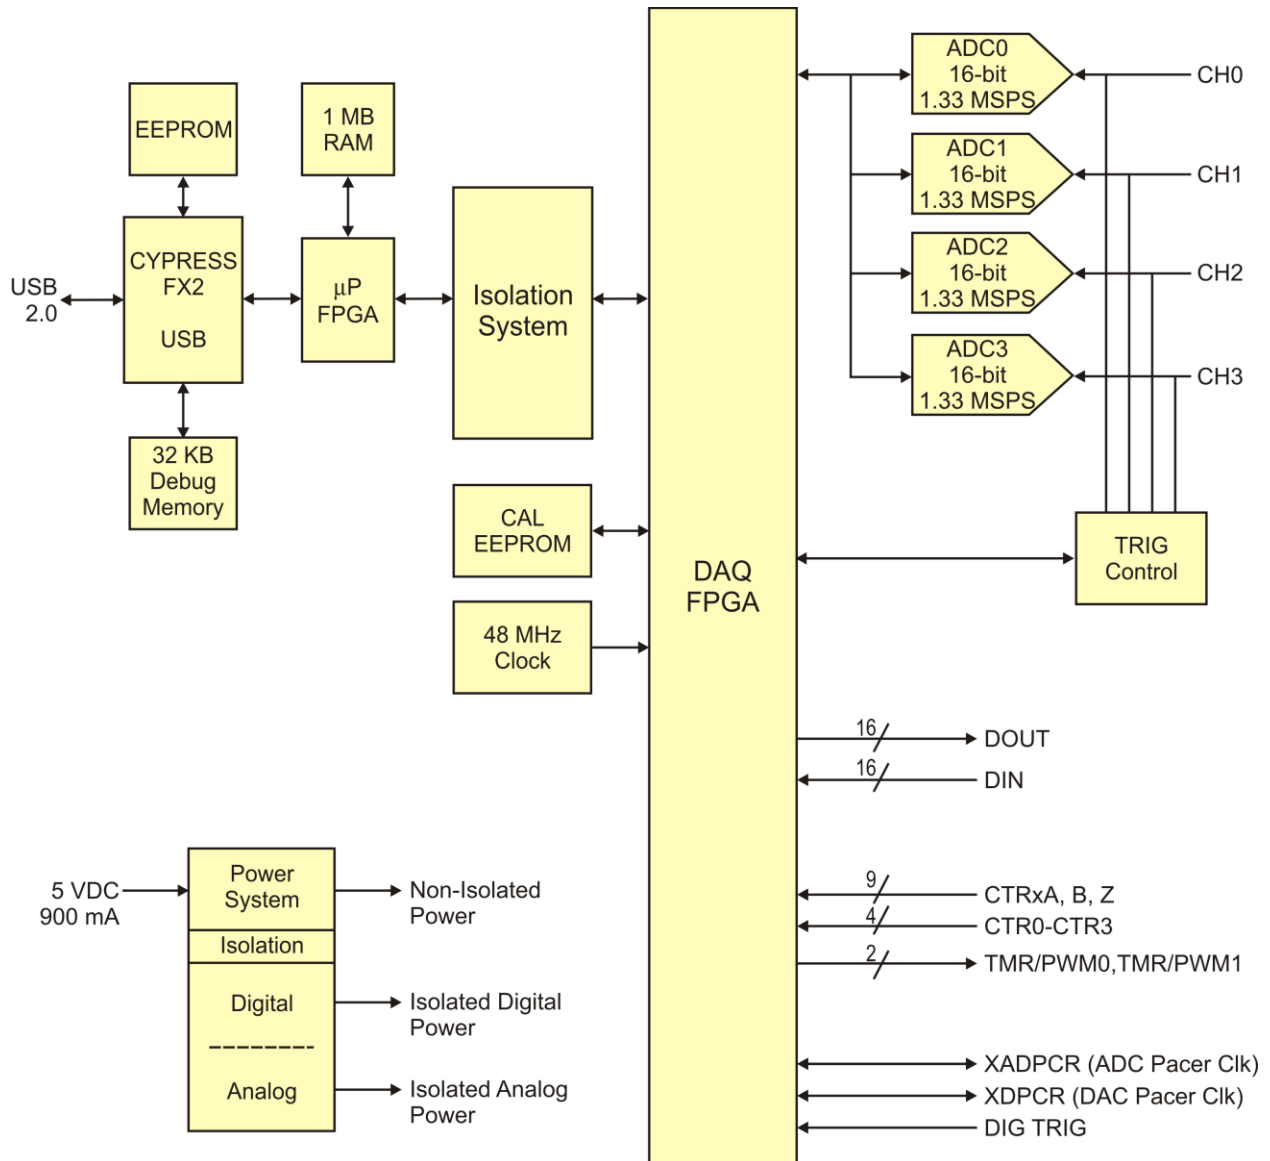 EEPROM
1 MB
RAM
USB
2.0
CYPRESS
FX2
USB
µP
FPGA
Isolation
System
32 KB
Debug
Memory
CAL
EEPROM
48 MHz
Clock
DAQ
FPGA
ADC0
16-bit
1.33 MSPS
CH0
ADC1
16-bit
1.33 MSPS
CH1
ADC2
16-bit
1.33 MSPS
CH2
ADC3
16-bit
1.33 MSPS
CH3
TRIG
Control
16
DOUT
16
DIN
9
CTRxA, B, Z
4
CTR0-CTR3
2
TMR/PWM0,TMR/PWM1
XADPCR (ADC Pacer Clk)
XDPCR (DAC Pacer Clk)
DIG TRIG
5 VDC
900 mA
Power
System
Isolation
Digital
Analog
Non-Isolated
Power
Isolated Digital
Power
Isolated Analog
Power